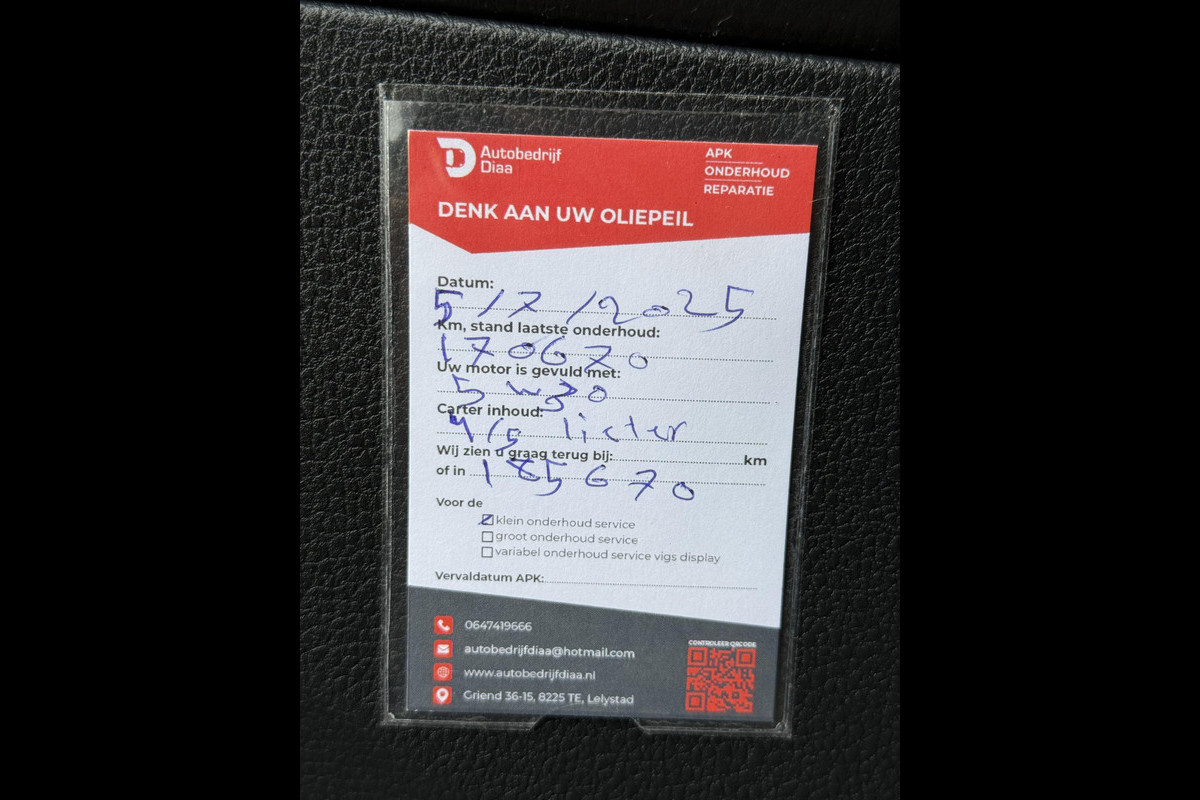 Autobedrijf
Diaa
APK
ONDERHOUD
REPARATIE
DENK AAN UW OLIEPEIL
Datum:
5/7/2025
Km, stand laatste onderhoud:
170670
Uw motor is gevuld met:
5w30
Carter inhoud:
4/5 licter
Wij zien u graag terug bij: km
of in 185670
Voor de
klein onderhoud service
groot onderhoud service
variabel onderhoud service vigs display
Vervaldatum APK:
0647419666
autobedrijfdiaa@hotmail.com
www.autobedrijfdiaa.nl
Griend 36-15, 8225 TE, Lelystad
CONTROLEER QRCODE